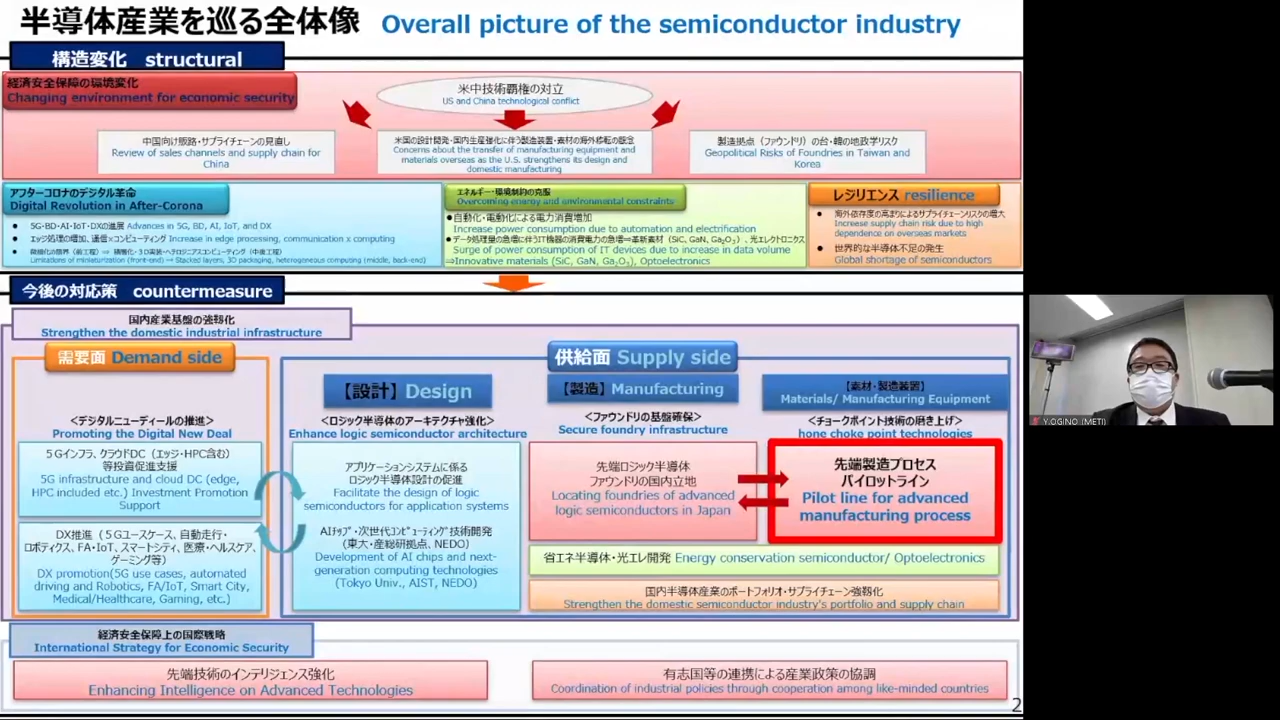 半導体産業を巡る全体像 Overall picture of the semiconductor industry
構造変化 structural
経済安全保障の環境変化
Changing environment for economic security
米中技術覇権の対立
US and China technological conflict
中国向け販路・サプライチェーンの見直し
Review of sales channels and supply chain for
China
米国の設計開発・国内生産強化に伴う製造装置・素材の海外移転の懸念
Concerns about the transfer of manufacturing equipment and
materials overseas as the U.S. strengthens its design and
domestic manufacturing
製造拠点（ファウンドリ）の台・韓の地政学リスク
Geopolitical Risks of Foundries in Taiwan and
Korea
アフターコロナのデジタル革命
Digital Revolution in After-Corona
● 5G・BD・AI・IoT・DXの進展 Advances in 5G, BD, AI, IoT, and DX
● エッジ処理の増加、通信×コンピューティング Increase in edge processing, communication x computing
● 微細化の限界（前工程）⇒ 積層化・3D実装・ヘテロジニアスコンピューティング（中後工程）
Limitations of miniaturization (front-end) → Stacked layers, 3D packaging, heterogeneous computing (middle, back-end)
エネルギー・環境制約の克服
Overcoming energy and environmental constraints
●自動化・電動化による電力消費増加
Increase power consumption due to automation and electrification
●データ処理量の急増に伴うIT機器の消費電力の急増⇒革新素材（SiC, GaN, Ga₂O₃）、光エレクトロニクス
Surge of power consumption of IT devices due to increase in data volume
⇒Innovative materials (SiC, GaN, Ga₂O₃), Optoelectronics
レジリエンス resilience
● 海外依存度の高まりによるサプライチェーンリスクの増大
Increase supply chain risk due to high
dependence on overseas markets
● 世界的な半導体不足の発生
Global shortage of semiconductors
今後の対応策 countermeasure
国内産業基盤の強靱化
Strengthen the domestic industrial infrastructure
需要面 Demand side
＜デジタルニューディールの推進＞
Promoting the Digital New Deal
５Gインフラ、クラウドDC（エッジ・HPC含む）
等投資促進支援
5G infrastructure and cloud DC (edge,
HPC included etc.) Investment Promotion
Support
DX推進（５Gユースケース、自動走行・
ロボティクス、FA・IoT、スマートシティ、医療・ヘルスケア、
ゲーミング等）
DX promotion(5G use cases, automated
driving and Robotics, FA/IoT, Smart City,
Medical/Healthcare, Gaming, etc.)
供給面 Supply side
【設計】Design
＜ロジック半導体のアーキテクチャ強化＞
Enhance logic semiconductor architecture
アプリケーションシステムに係る
ロジック半導体設計の促進
Facilitate the design of logic
semiconductors for application systems
AIチップ・次世代コンピューティング技術開発
（東大・産総研拠点、NEDO）
Development of AI chips and next-
generation computing technologies
(Tokyo Univ., AIST, NEDO)
【製造】Manufacturing
＜ファウンドリの基盤確保＞
Secure foundry infrastructure
先端ロジック半導体
ファウンドリの国内立地
Locating foundries of advanced
logic semiconductors in Japan
【素材・製造装置】
Materials/ Manufacturing Equipment
＜チョークポイント技術の磨き上げ＞
hone choke point technologies
先端製造プロセス
パイロットライン
Pilot line for advanced
manufacturing process
省エネ半導体・光エレ開発 Energy conservation semiconductor/ Optoelectronics
国内半導体産業のポートフォリオ・サプライチェーン強靱化
Strengthen the domestic semiconductor industry's portfolio and supply chain
経済安全保障上の国際戦略
International Strategy for Economic Security
先端技術のインテリジェンス強化
Enhancing Intelligence on Advanced Technologies
有志国等の連携による産業政策の協調
Coordination of industrial policies through cooperation among like-minded countries
2
Y.OGINO (METI)